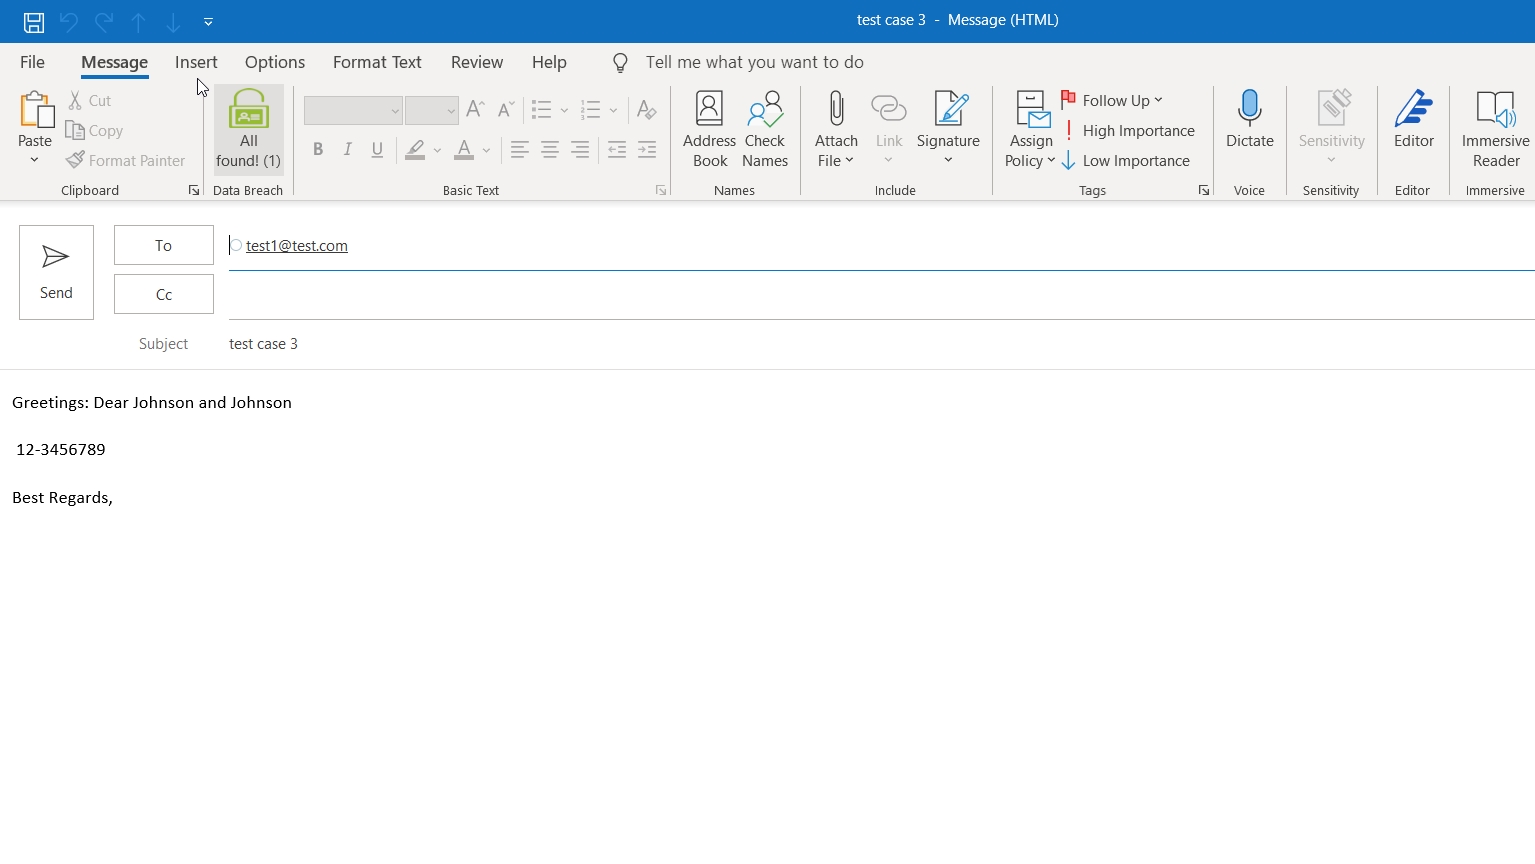 test case 3 - Message (HTML)
File Message Insert Options Format Text Review Help Tell me what you want to do
Paste
Cut
Copy
Format Painter
Clipboard
All
found! (1)
Data Breach
A A
B I U A
Basic Text
Address
Book
Check
Names
Names
Attach
File
Link
Signature
Include
Assign
Policy
Follow Up
High Importance
Low Importance
Tags
Dictate
Voice
Sensitivity
Sensitivity
Editor
Editor
Immersive
Reader
Immersive
Send
To
test1@test.com
Cc
Subject test case 3
Greetings: Dear Johnson and Johnson
12-3456789
Best Regards,